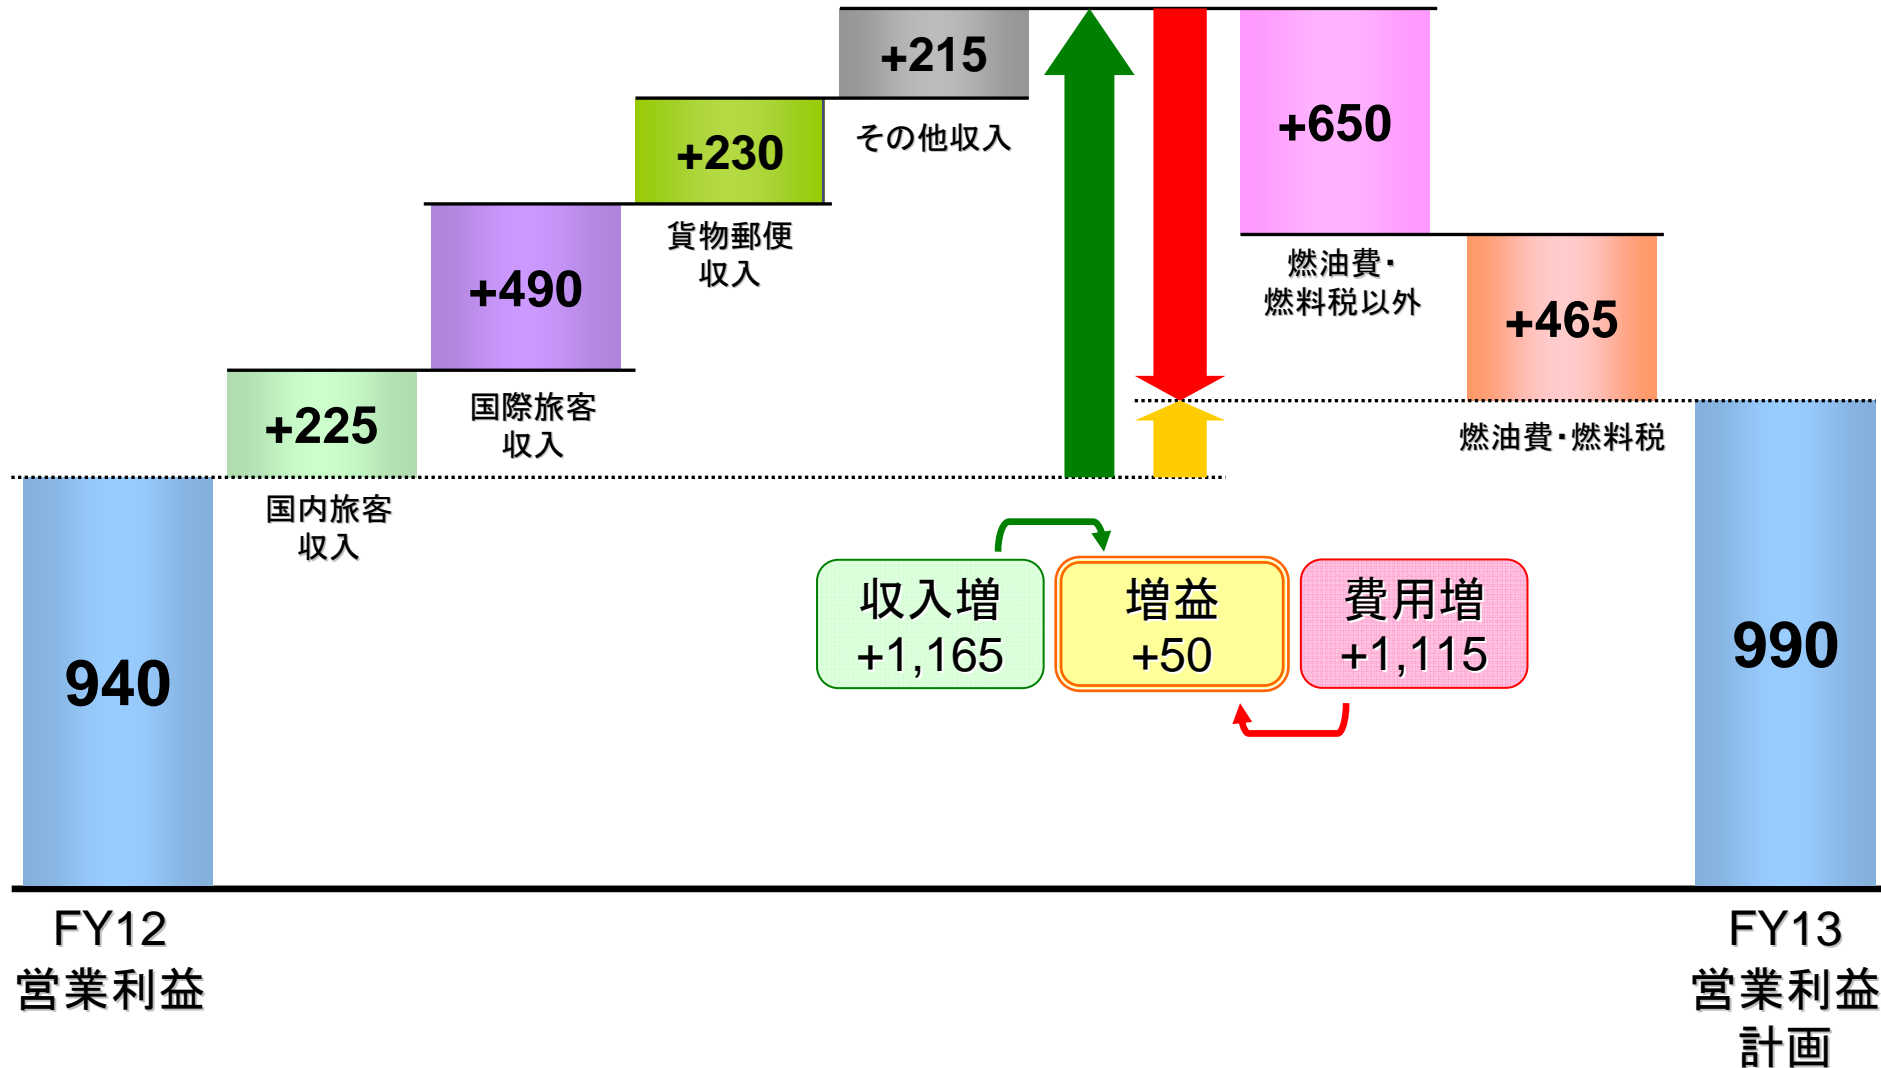 +215
その他収入
+230
貨物郵便
収入
+490
国際旅客
収入
+225
国内旅客
収入
+650
燃油費・
燃料税以外
+465
燃油費・燃料税
収入増
+1,165
増益
+50
費用増
+1,115
940
990
FY12
営業利益
FY13
営業利益
計画